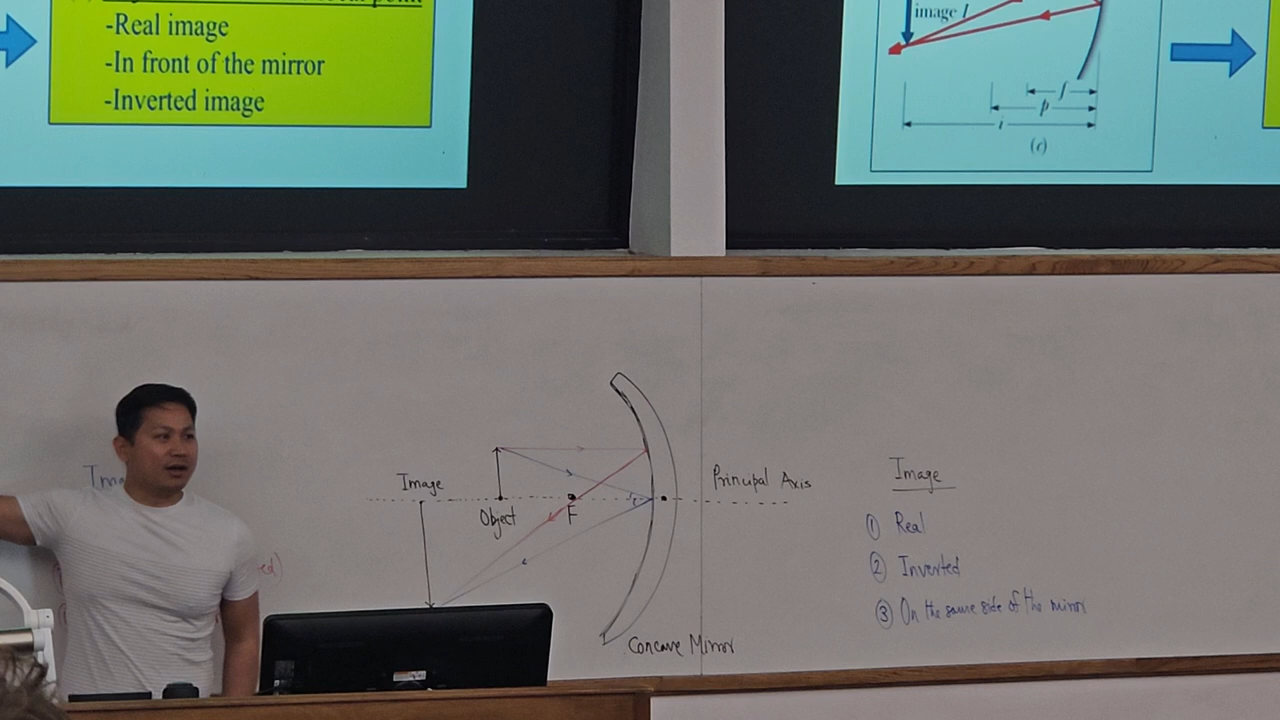 -Real image
-In front of the mirror
-Inverted image
image I
f
p
i
(c)
Image
Object
F
Principal Axis
Concave Mirror
Image
① Real
② Inverted
③ On the same side of the mirror